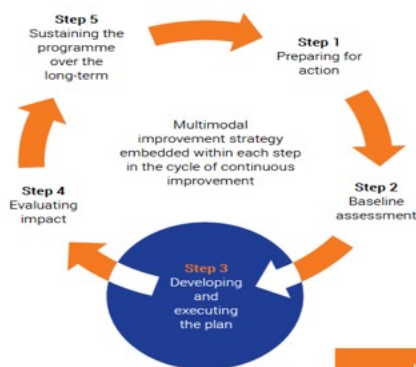 Step 5
Sustaining the
programme
over the
long-term
Step 1
Preparing for
action
Multimodal
improvement strategy
embedded within each step
in the cycle of continuous
improvement
Step 4
Evaluating
impact
Step 2
Baseline
assessment
Step 3
Developing
and
executing
the plan